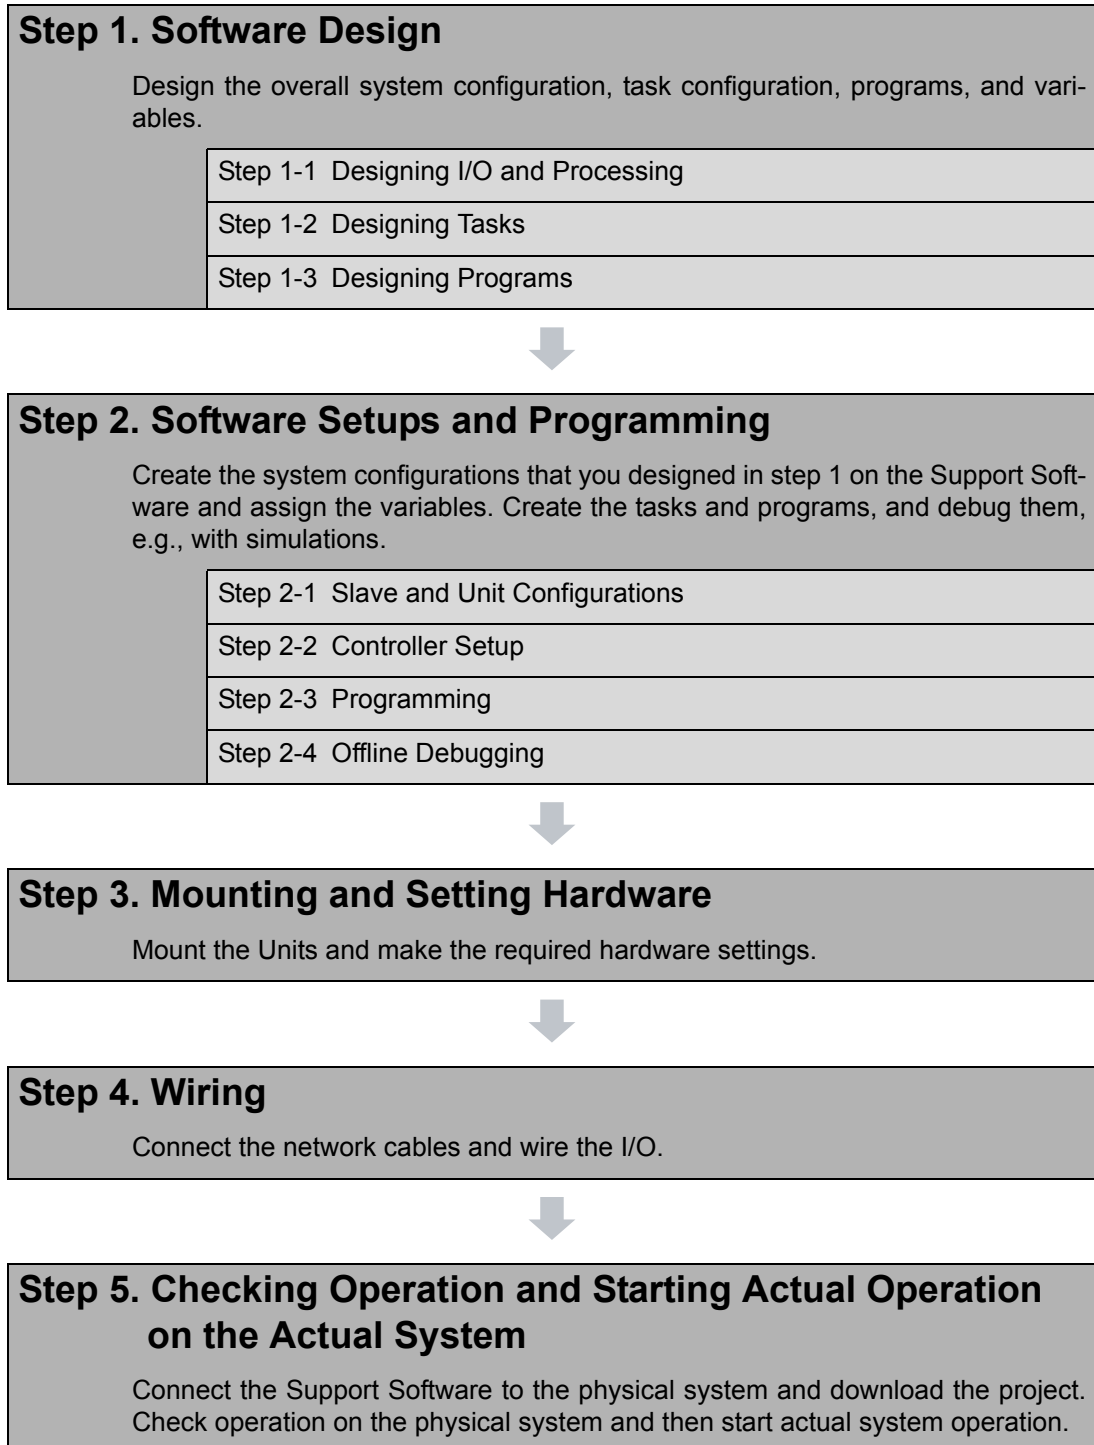 Step 1. Software Design
Design the overall system configuration, task configuration, programs, and vari-
ables.
Step 1-1 Designing I/O and Processing
Step 1-2 Designing Tasks
Step 1-3 Designing Programs
Step 2. Software Setups and Programming
Create the system configurations that you designed in step 1 on the Support Soft-
ware and assign the variables. Create the tasks and programs, and debug them,
e.g., with simulations.
Step 2-1 Slave and Unit Configurations
Step 2-2 Controller Setup
Step 2-3 Programming
Step 2-4 Offline Debugging
Step 3. Mounting and Setting Hardware
Mount the Units and make the required hardware settings.
Step 4. Wiring
Connect the network cables and wire the I/O.
Step 5. Checking Operation and Starting Actual Operation
on the Actual System
Connect the Support Software to the physical system and download the project.
Check operation on the physical system and then start actual system operation.